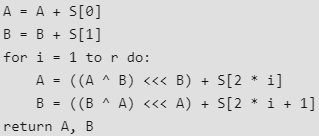 A = A + S[0]
B = B + S[1]
for i = 1 to r do:
    A = ((A ^ B) <<< B) + S[2 * i]
    B = ((B ^ A) <<< A) + S[2 * i + 1]
return A, B